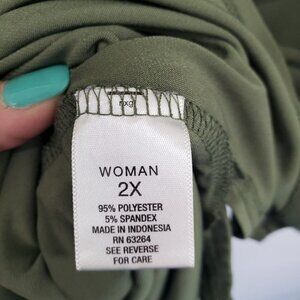 WOMAN
2X
95% POLYESTER
5% SPANDEX
MADE IN INDONESIA
RN 63264
SEE REVERSE
FOR CARE